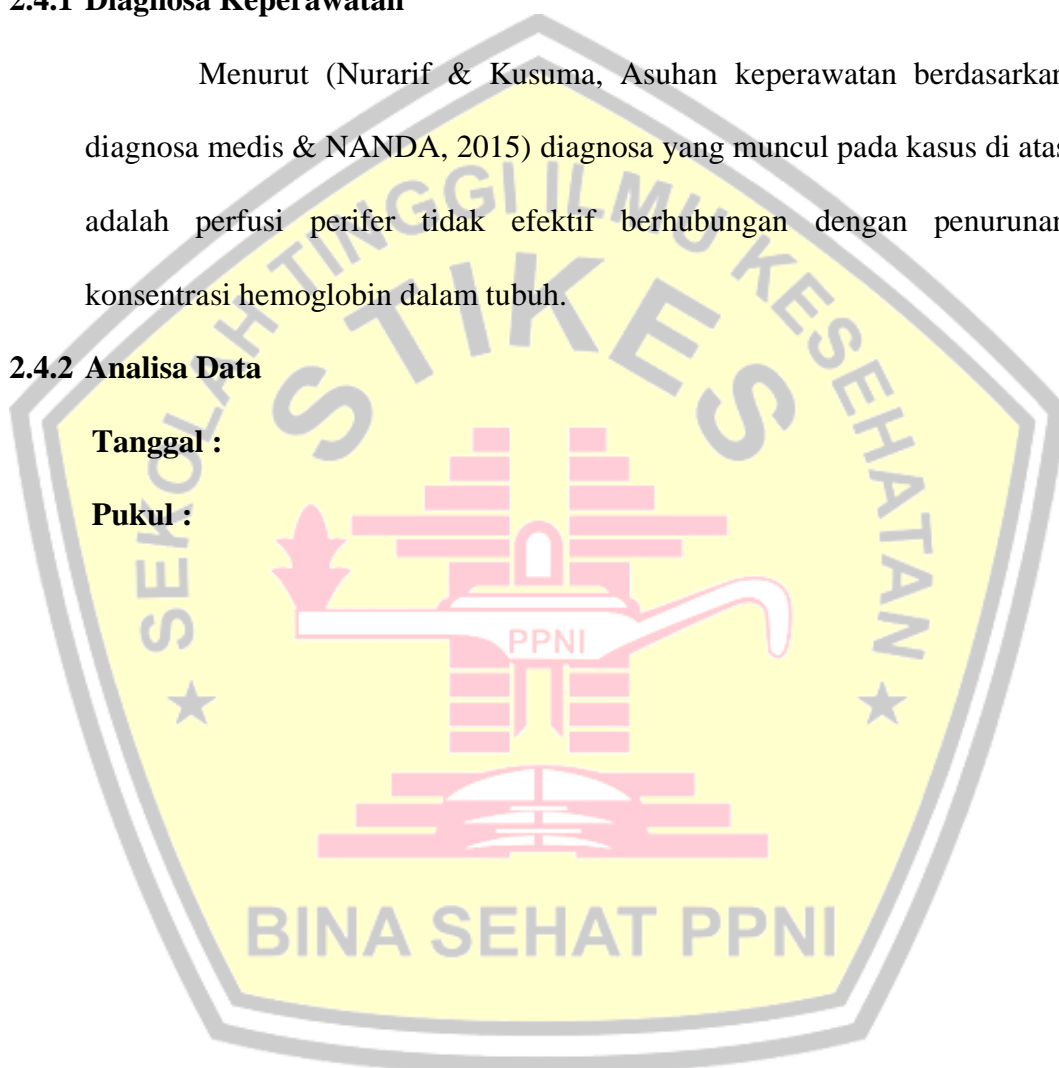 2.4.1 Diagnosa Keperawatan
Menurut (Nurarif & Kusuma, Asuhan keperawatan berdasarkan
diagnosa medis & NANDA, 2015) diagnosa yang muncul pada kasus di atas
adalah perfusi perifer tidak efektif berhubungan dengan penurunan
konsentrasi hemoglobin dalam tubuh.
2.4.2 Analisa Data
Tanggal :
Pukul :
SEKOLAH TINGGI ILMU KESEHATAN
STIKES
PPNI
BINA SEHAT PPNI